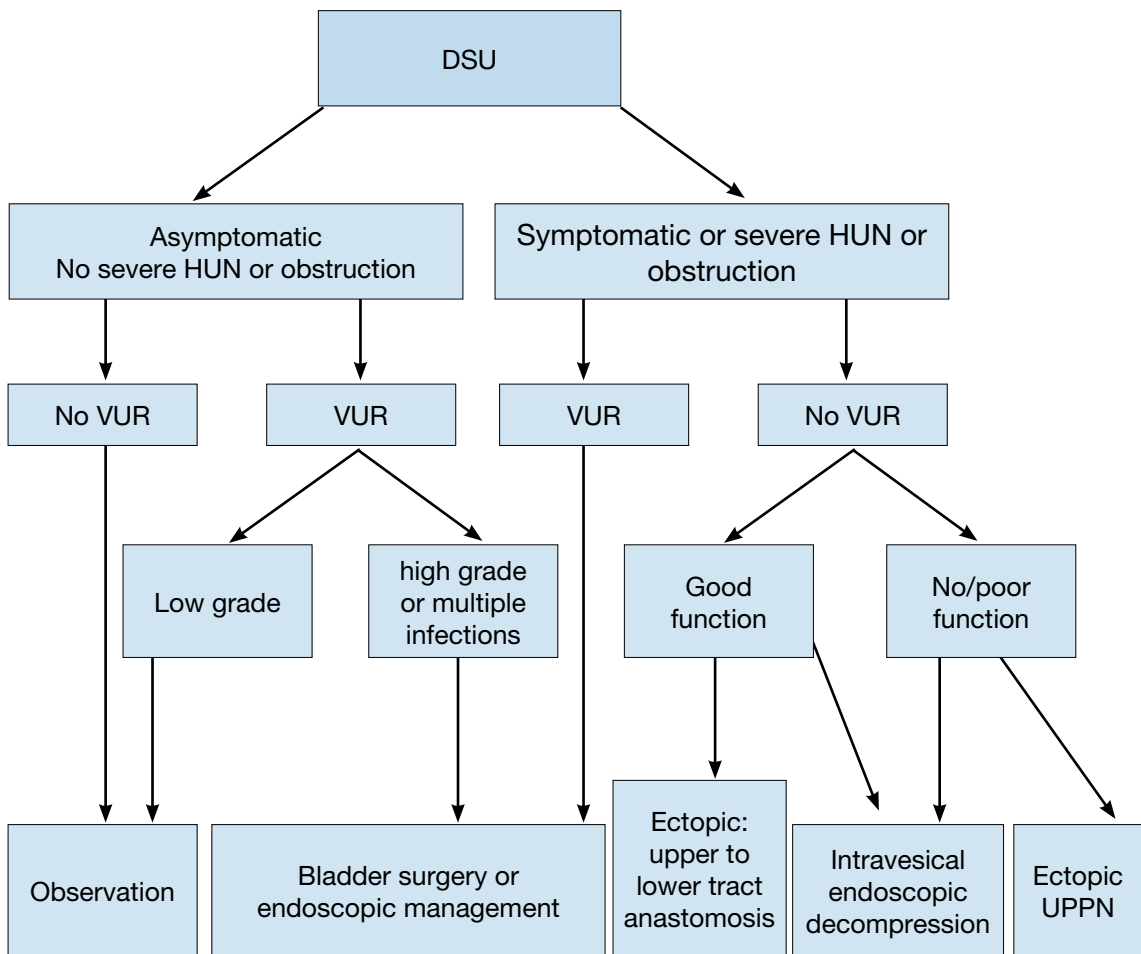 DSU
Asymptomatic
No severe HUN or obstruction
Symptomatic or severe HUN or
obstruction
No VUR
VUR
VUR
No VUR
Low grade
high grade
or multiple
infections
Good
function
No/poor
function
Observation
Bladder surgery or
endoscopic management
Ectopic:
upper to
lower tract
anastomosis
Intravesical
endoscopic
decompression
Ectopic
UPPN